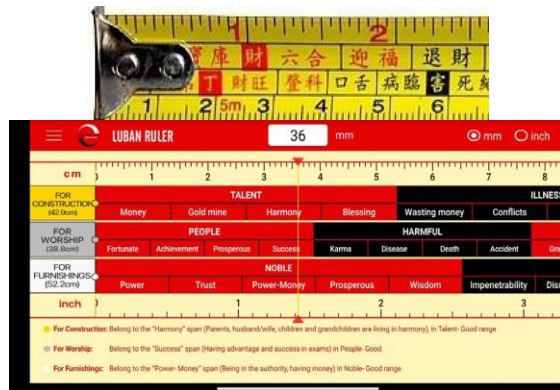 1 2
寶庫 財 六合 迎福 退財
丁 財旺 登科 口舌 病臨 害 死
1 2 5m 3 4 5 6
LUBAN RULER 36 mm mm inch
cm 1 2 3 4 5 6 7 8
FOR CONSTRUCTION (42.9cm) TALENT ILLNES
Money Gold mine Harmony Blessing Wasting money Conflicts
FOR WORSHIP (38.8cm) PEOPLE HARMFUL
Fortunate Achievement Prosperous Success Karma Disease Death Accident Gra
FOR FURNISHINGS (52.2cm) NOBLE
Power Trust Power-Money Prosperous Wisdom Impenetrability Dis
inch 1 2 3
For Construction: Belong to the "Harmony" span (Parents, husband/wife, children and grandchildren are living in harmony), in Talent- Good range
For Worship: Belong to the "Success" span (Having advantage and success in exams) in People- Good
For Furnishings: Belong to the "Power- Money" span (Being in the authority, having money) in Noble- Good range